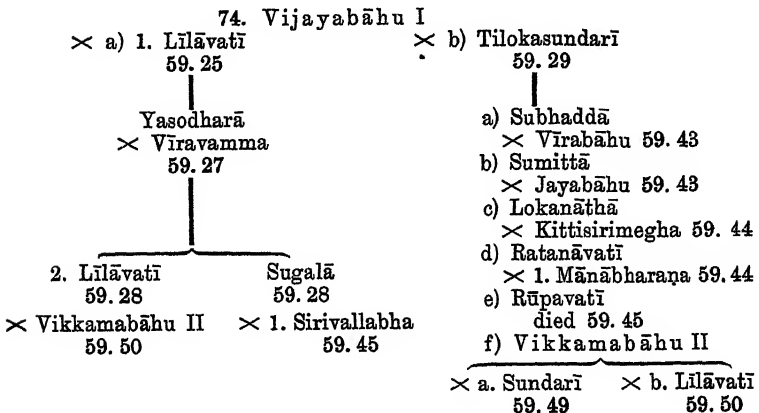 74. Vijayabāhu I
× a) 1. Līlāvatī
59. 25
Yasodharā
× Vīravamma
59. 27
2. Līlāvatī
59. 28
× Vikkamabāhu II
59. 50
Sugalā
59. 28
× 1. Sirivallabha
59. 45
× b) Tilokasundarī
59. 29
a) Subhaddā
× Vīrabāhu 59. 43
b) Sumittā
× Jayabāhu 59. 43
c) Lokanāthā
× Kittisirimegha 59. 44
d) Ratanāvatī
× 1. Mānābharaṇa 59. 44
e) Rūpavatī
died 59. 45
f) Vikkamabāhu II
× a. Sundarī
59. 49
× b. Līlāvatī
59. 50